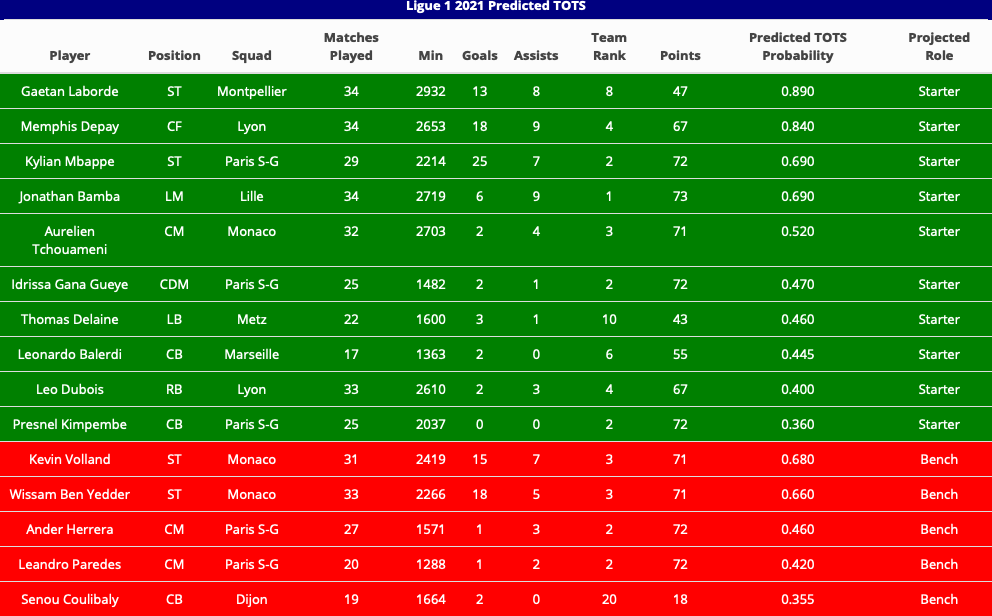 Ligue 1 2021 Predicted TOTS
Player Position Squad Matches Played Min Goals Assists Team Rank Points Predicted TOTS Probability Projected Role
Gaetan Laborde ST Montpellier 34 2932 13 8 8 47 0.890 Starter
Memphis Depay CF Lyon 34 2653 18 9 4 67 0.840 Starter
Kylian Mbappe ST Paris S-G 29 2214 25 7 2 72 0.690 Starter
Jonathan Bamba LM Lille 34 2719 6 9 1 73 0.690 Starter
Aurelien Tchouameni CM Monaco 32 2703 2 4 3 71 0.520 Starter
Idrissa Gana Gueye CDM Paris S-G 25 1482 2 1 2 72 0.470 Starter
Thomas Delaine LB Metz 22 1600 3 1 10 43 0.460 Starter
Leonardo Balerdi CB Marseille 17 1363 2 0 6 55 0.445 Starter
Leo Dubois RB Lyon 33 2610 2 3 4 67 0.400 Starter
Presnel Kimpembe CB Paris S-G 25 2037 0 0 2 72 0.360 Starter
Kevin Volland ST Monaco 31 2419 15 7 3 71 0.680 Bench
Wissam Ben Yedder ST Monaco 33 2266 18 5 3 71 0.660 Bench
Ander Herrera CM Paris S-G 27 1571 1 3 2 72 0.460 Bench
Leandro Paredes CM Paris S-G 20 1288 1 2 2 72 0.420 Bench
Senou Coulibaly CB Dijon 19 1664 2 0 20 18 0.355 Bench